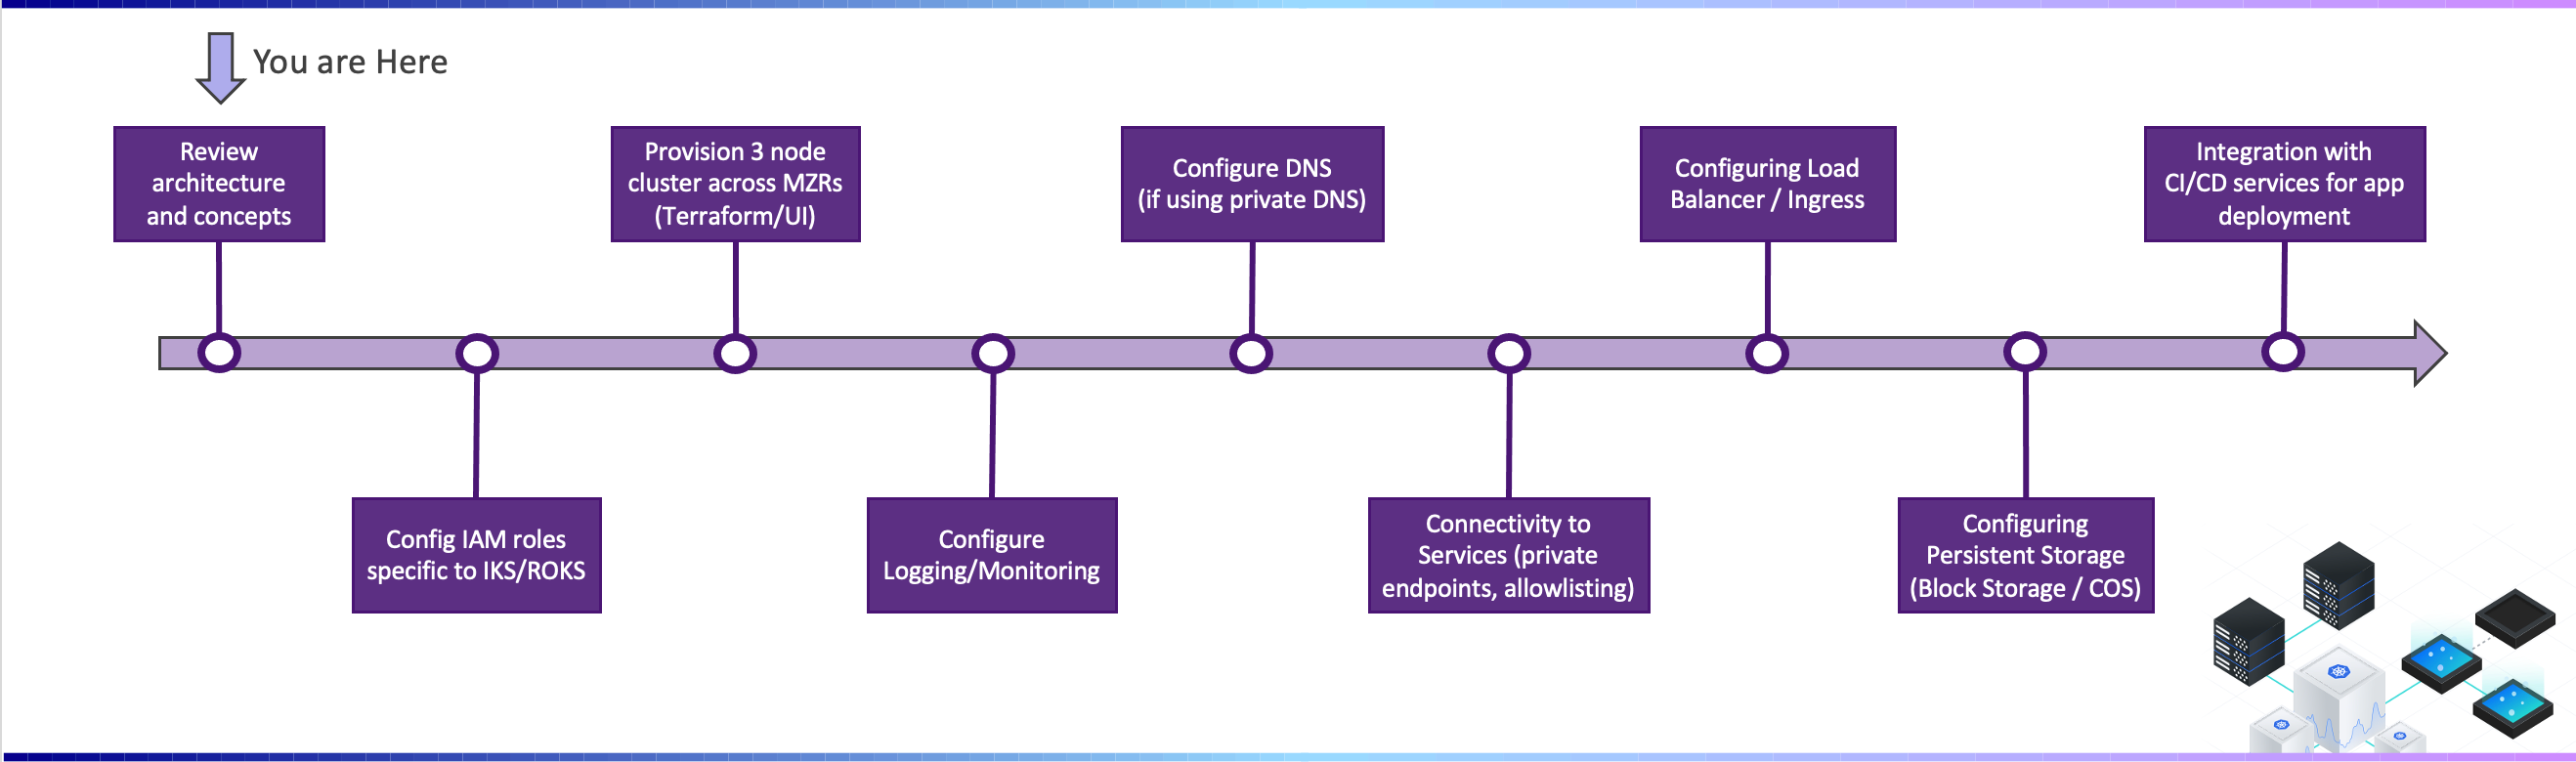 You are Here
Review
architecture
and concepts
Provision 3 node
cluster across MZRs
(Terraform/UI)
Configure DNS
(if using private DNS)
Configuring Load
Balancer / Ingress
Integration with
CI/CD services for app
deployment
Config IAM roles
specific to IKS/ROKS
Configure
Logging/Monitoring
Connectivity to
Services (private
endpoints, allowlisting)
Configuring
Persistent Storage
(Block Storage / COS)